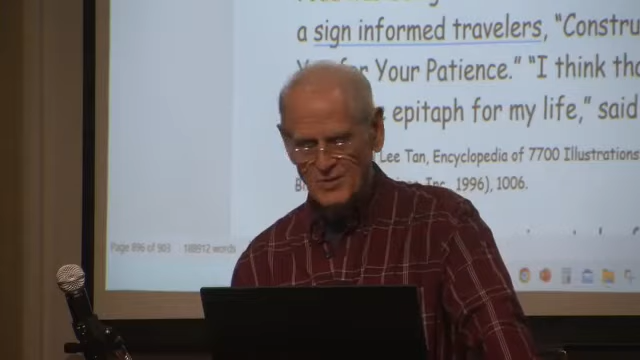 a sign informed travelers, “Constru
for Your Patience.” “I think tha
epitaph for my life,” said
Lee Tan, Encyclopedia of 7700 Illustrations
Inc. 1996), 1006.
Page 896 of 903 188912 words